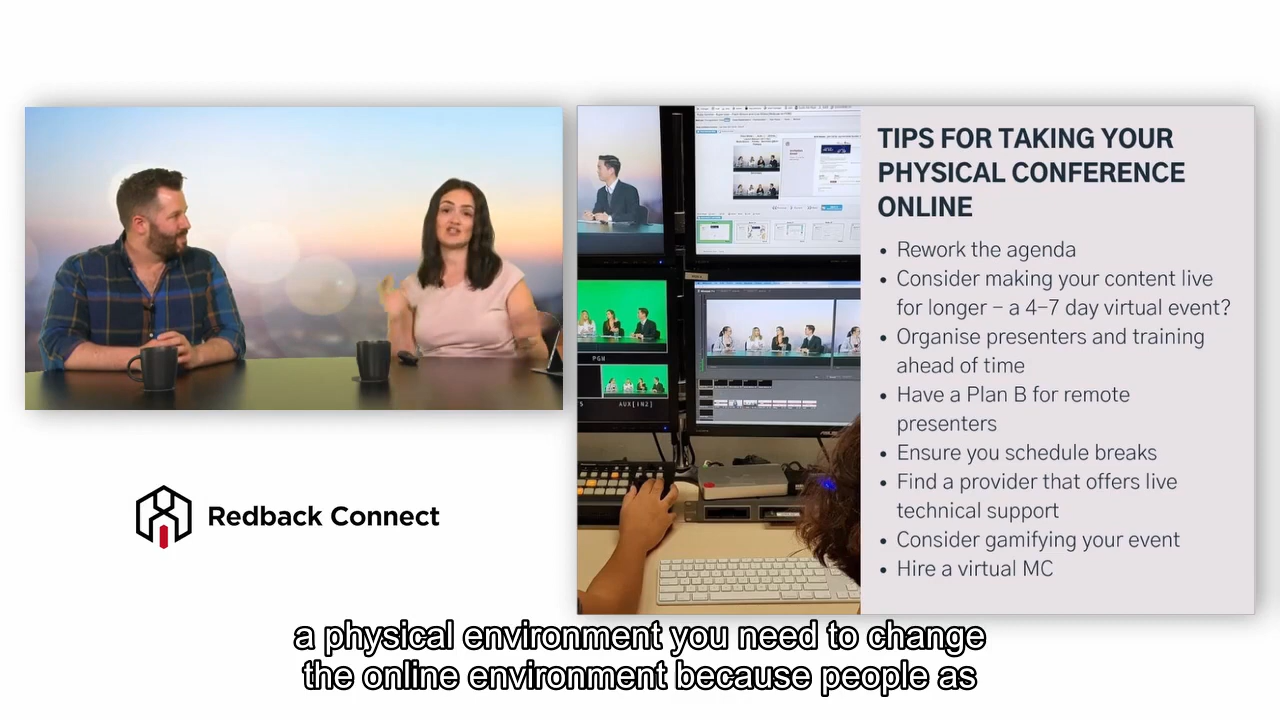 TIPS FOR TAKING YOUR
PHYSICAL CONFERENCE
ONLINE
• Rework the agenda
• Consider making your content live
for longer – a 4–7 day virtual event?
• Organise presenters and training
ahead of time
• Have a Plan B for remote
presenters
• Ensure you schedule breaks
• Find a provider that offers live
technical support
• Consider gamifying your event
• Hire a virtual MC
PGM
AUX[IN2]
Redback Connect
a physical environment you need to change
the online environment because people as